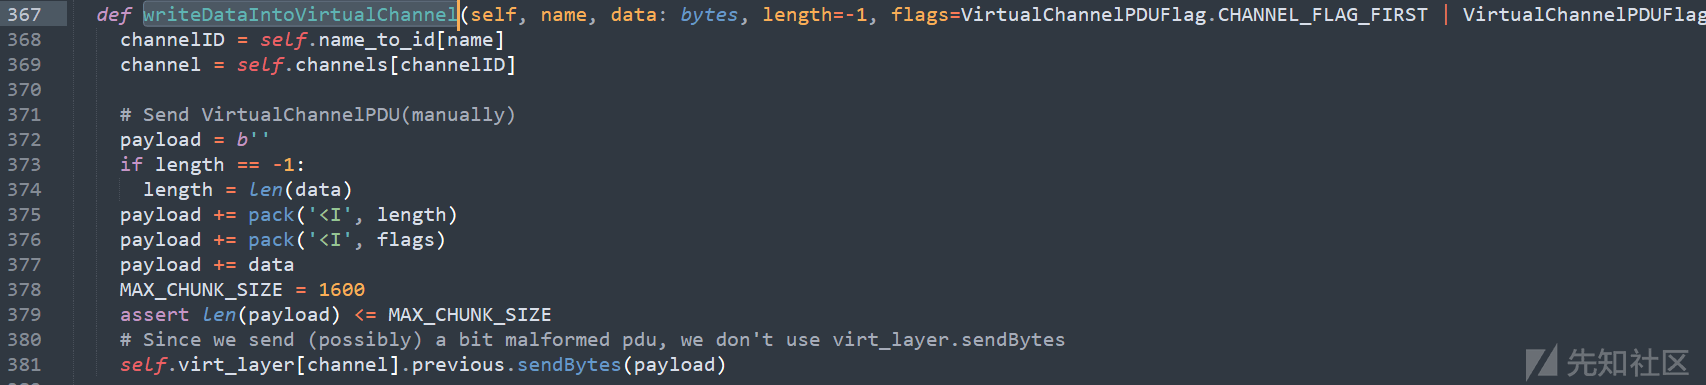 367 def writeDataIntoVirtualChannel(self, name, data: bytes, length=-1, flags=VirtualChannelPDUFlag.CHANNEL_FLAG_FIRST | VirtualChannelPDUFlag
368 channelID = self.name_to_id[name]
369 channel = self.channels[channelID]
370
371 # Send VirtualChannelPDU(manually)
372 payload = b''
373 if length == -1:
374 length = len(data)
375 payload += pack('<I', length)
376 payload += pack('<I', flags)
377 payload += data
378 MAX_CHUNK_SIZE = 1600
379 assert len(payload) <= MAX_CHUNK_SIZE
380 # Since we send (possibly) a bit malformed pdu, we don't use virt_layer.sendBytes
381 self.virt_layer[channel].previous.sendBytes(payload)
先知社区